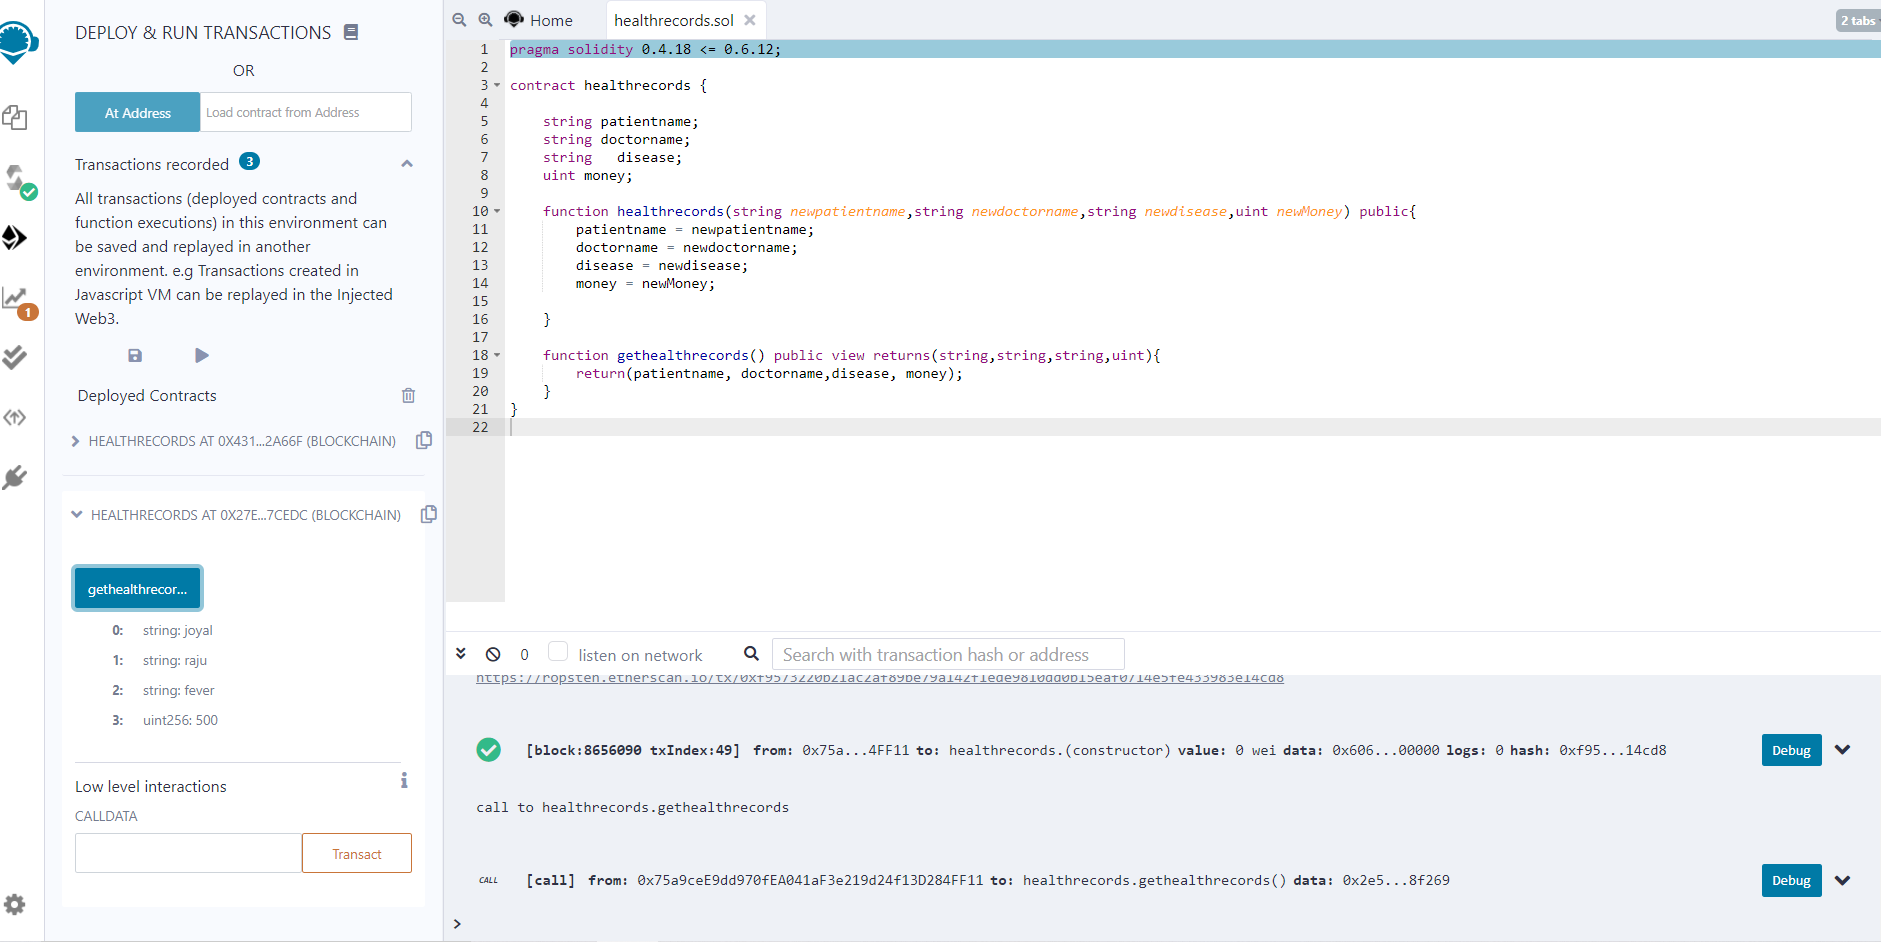 DEPLOY & RUN TRANSACTIONS
OR
At Address
Load contract from Address
Transactions recorded 3
All transactions (deployed contracts and
function executions) in this environment can
be saved and replayed in another
environment. e.g Transactions created in
Javascript VM can be replayed in the Injected
Web3.
Deployed Contracts
HEALTHRECORDS AT 0X431...2A66F (BLOCKCHAIN)
HEALTHRECORDS AT 0X27E...7CEDC (BLOCKCHAIN)
gethealthrecor...
0: string: joyal
1: string: raju
2: string: fever
3: uint256: 500
Low level interactions
CALLDATA
Transact
1
Home
healthrecords.sol
2 tabs
1 pragma solidity 0.4.18 <= 0.6.12;
2
3 contract healthrecords {
4
5 string patientname;
6 string doctorname;
7 string   disease;
8 uint money;
9
10 function healthrecords(string newpatientname,string newdoctorname,string newdisease,uint newMoney) public{
11 patientname = newpatientname;
12 doctorname = newdoctorname;
13 disease = newdisease;
14 money = newMoney;
15
16 }
17
18 function gethealthrecords() public view returns(string,string,string,uint){
19 return(patientname, doctorname,disease, money);
20 }
21 }
22
0 listen on network
Search with transaction hash or address
[block:8656090 txIndex:49] from: 0x75a...4FF11 to: healthrecords.(constructor) value: 0 wei data: 0x606...00000 logs: 0 hash: 0xf95...14cd8
Debug
call to healthrecords.gethealthrecords
CALL [call] from: 0x75a9ceE9dd970fEA041aF3e219d24f13D284FF11 to: healthrecords.gethealthrecords() data: 0x2e5...8f269
Debug
>